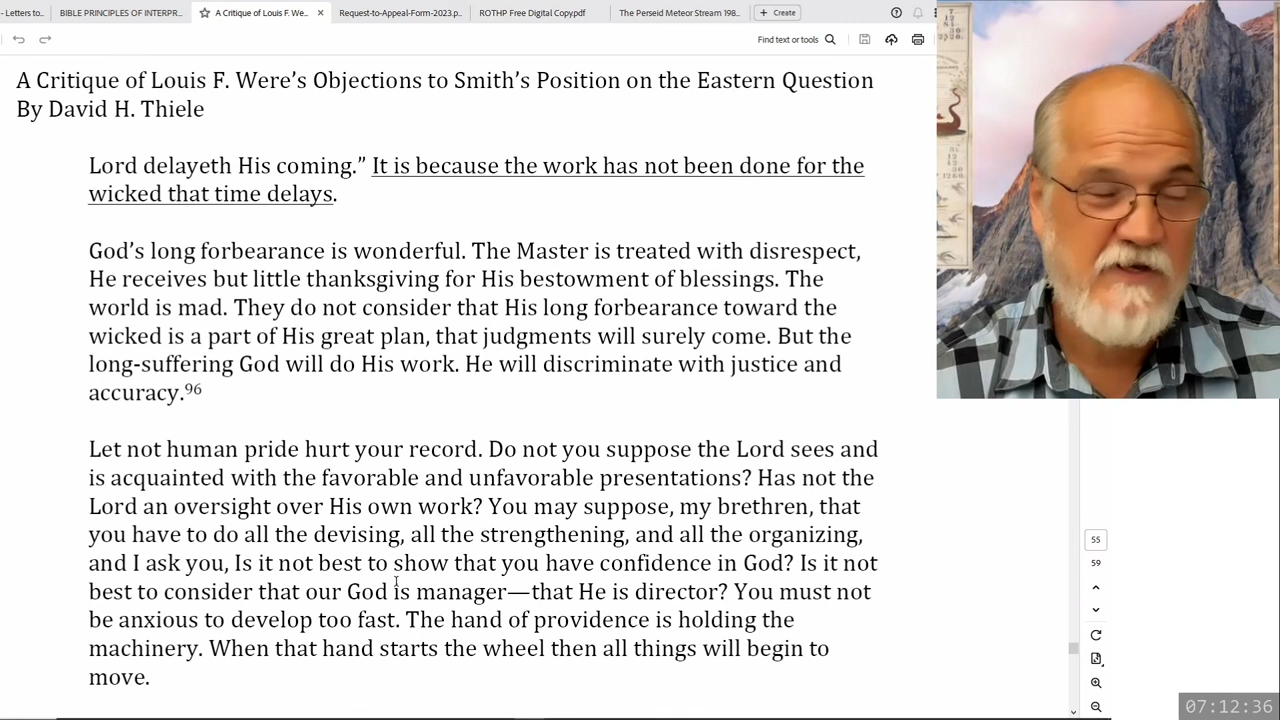 - Letters to...
BIBLE PRINCIPLES OF INTERPR...
A Critique of Louis F. We...
Request-to-Appeal-Form-2023.p...
ROTHP Free Digital Copy.pdf
The Perseid Meteor Stream 198...
+ Create
Find text or tools
A Critique of Louis F. Were’s Objections to Smith’s Position on the Eastern Question
By David H. Thiele
Lord delayeth His coming.” It is because the work has not been done for the
wicked that time delays.
God’s long forbearance is wonderful. The Master is treated with disrespect,
He receives but little thanksgiving for His bestowment of blessings. The
world is mad. They do not consider that His long forbearance toward the
wicked is a part of His great plan, that judgments will surely come. But the
long-suffering God will do His work. He will discriminate with justice and
accuracy.⁹⁶
Let not human pride hurt your record. Do not you suppose the Lord sees and
is acquainted with the favorable and unfavorable presentations? Has not the
Lord an oversight over His own work? You may suppose, my brethren, that
you have to do all the devising, all the strengthening, and all the organizing,
and I ask you, Is it not best to show that you have confidence in God? Is it not
best to consider that our God is manager—that He is director? You must not
be anxious to develop too fast. The hand of providence is holding the
machinery. When that hand starts the wheel then all things will begin to
move.
55
59
07:12:36